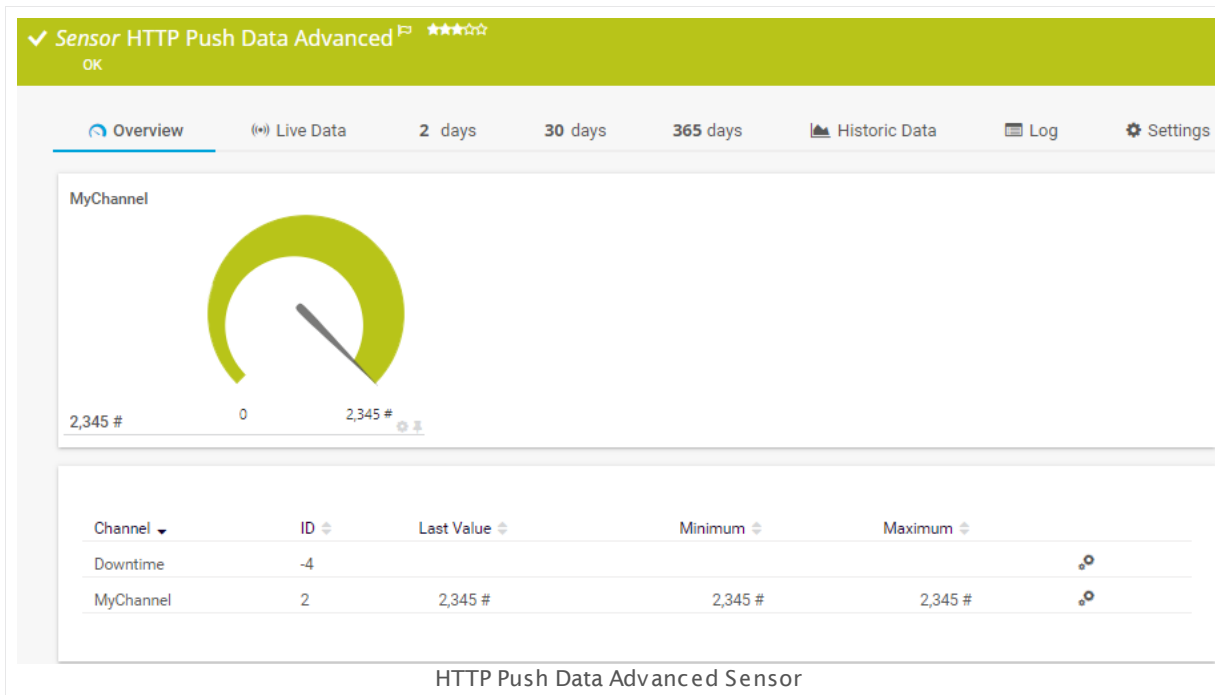 Sensor HTTP Push Data Advanced
OK
Overview Live Data 2 days 30 days 365 days Historic Data Log Settings
MyChannel
2,345 # 0 2,345 #
Channel ID Last Value Minimum Maximum
Downtime -4
MyChannel 2 2,345 # 2,345 # 2,345 #
HTTP Push Data Advanced Sensor